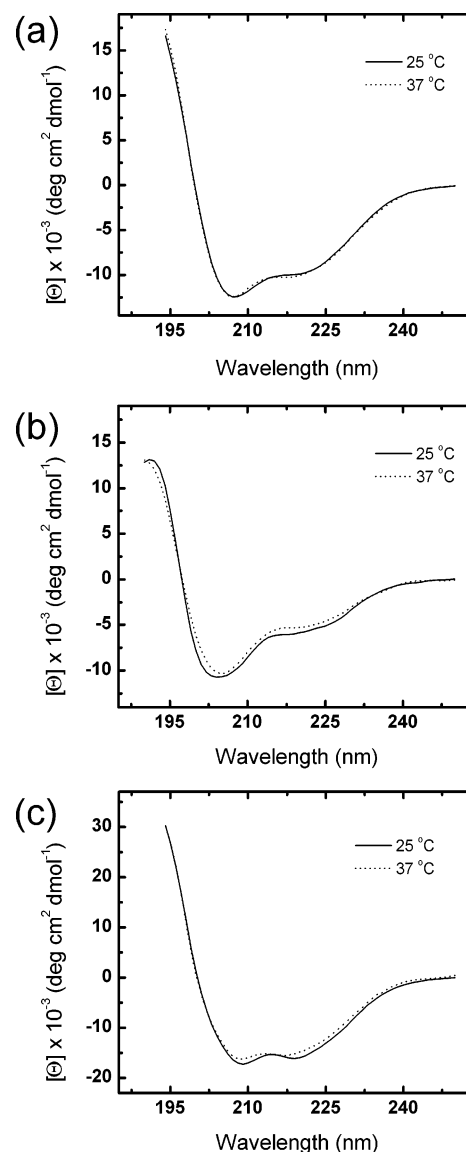 (a)
15
10
5
0
-5
-10
[Θ] x 10⁻³ (deg cm² dmol⁻¹)
25 °C
37 °C
195 210 225 240
Wavelength (nm)
(b)
15
10
5
0
-5
-10
[Θ] x 10⁻³ (deg cm² dmol⁻¹)
25 °C
37 °C
195 210 225 240
Wavelength (nm)
(c)
30
20
10
0
-10
-20
[Θ] x 10⁻³ (deg cm² dmol⁻¹)
25 °C
37 °C
195 210 225 240
Wavelength (nm)